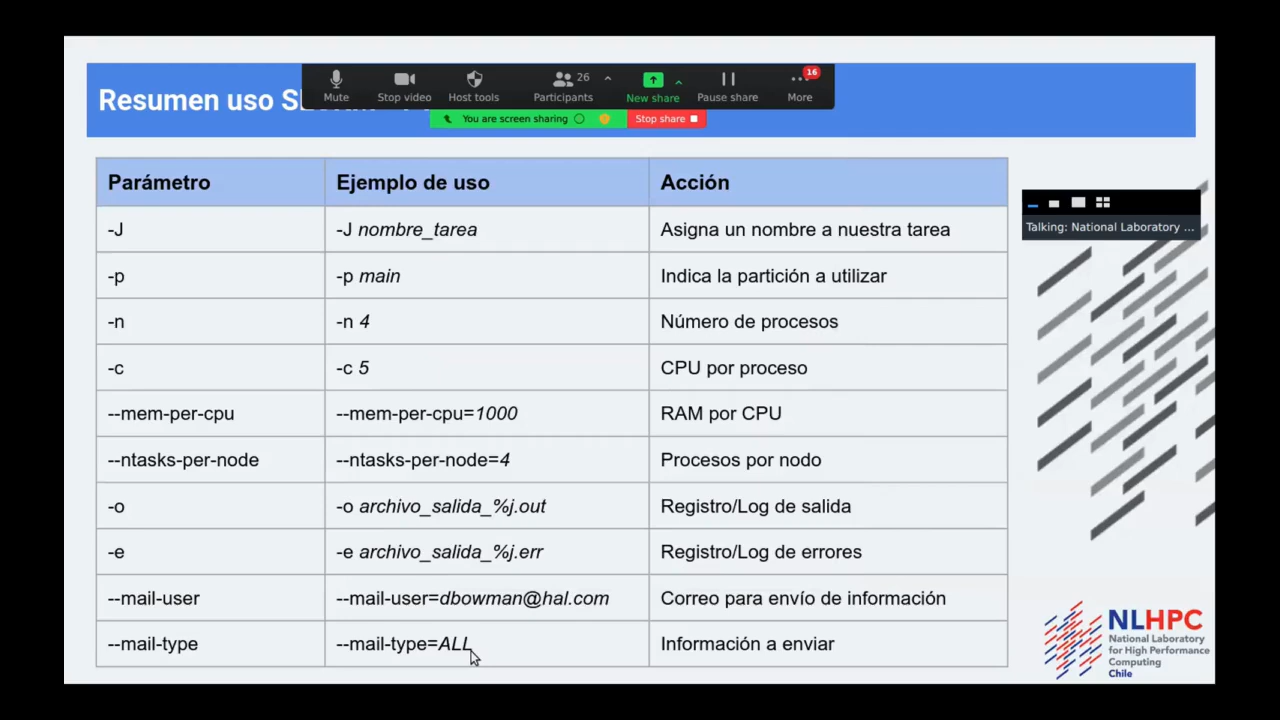 Mute
Stop video
Host tools
26
Participants
New share
Pause share
16
More
You are screen sharing
Stop share
Resumen uso
Talking: National Laboratory ...
Parámetro Ejemplo de uso Acción
-J -J nombre_tarea Asigna un nombre a nuestra tarea
-p -p main Indica la partición a utilizar
-n -n 4 Número de procesos
-c -c 5 CPU por proceso
--mem-per-cpu --mem-per-cpu=1000 RAM por CPU
--ntasks-per-node --ntasks-per-node=4 Procesos por nodo
-o -o archivo_salida_%j.out Registro/Log de salida
-e -e archivo_salida_%j.err Registro/Log de errores
--mail-user --mail-user=dbowman@hal.com Correo para envío de información
--mail-type --mail-type=ALL Información a enviar
NLHPC
National Laboratory
for High Performance
Computing
Chile